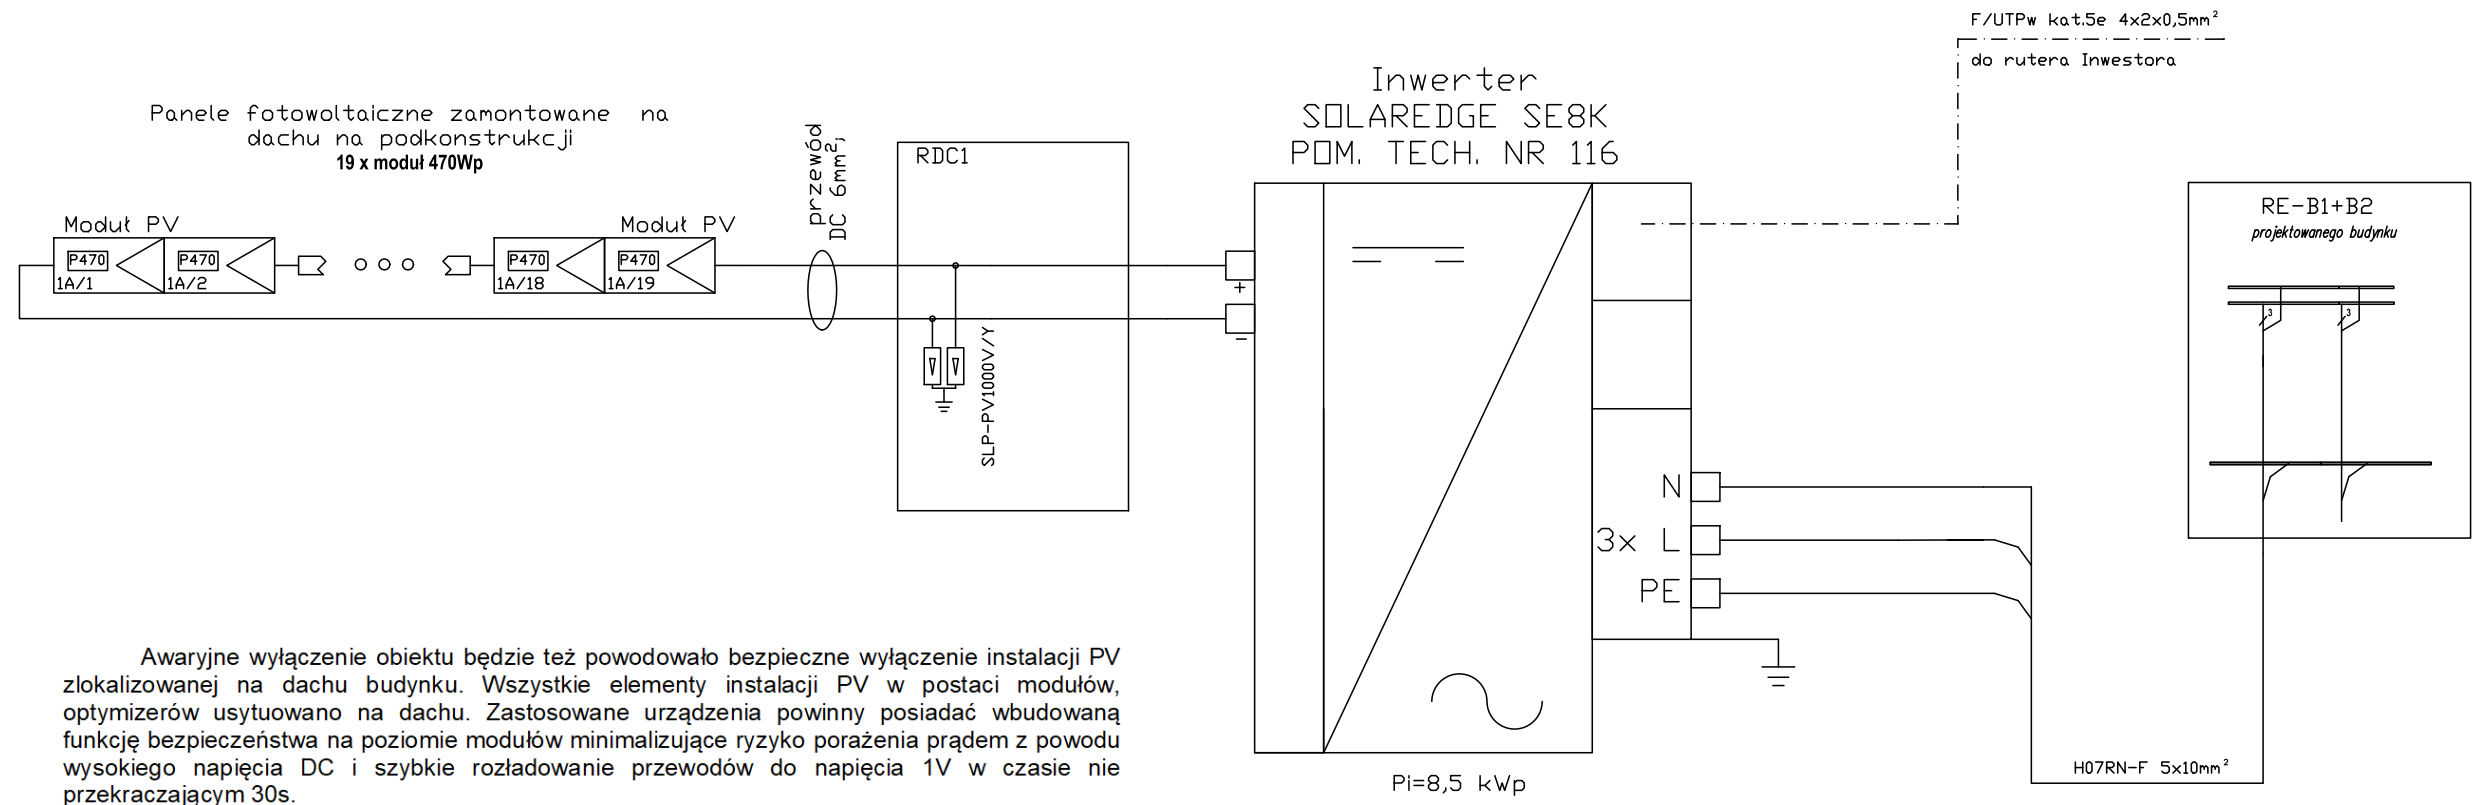 F/UTPw kat.5e 4x2x0,5mm²
do rutera Inwestora
Inwerter
SOLAREDGE SE8K
POM. TECH. NR 116
Panele fotowoltaiczne zamontowane na
dachu na podkonstrukcji
19 x moduł 470Wp
przewód
DC 6mm²;
RDC1
RE-B1+B2
projektowanego budynku
Moduł PV
Moduł PV
P470
1A/1
P470
1A/2
P470
1A/18
P470
1A/19
+
-
SLP-PV1000V/Y
3
3
N
3x L
PE
Awaryjne wyłączenie obiektu będzie też powodowało bezpieczne wyłączenie instalacji PV
zlokalizowanej na dachu budynku. Wszystkie elementy instalacji PV w postaci modułów,
optymizerów usytuowano na dachu. Zastosowane urządzenia powinny posiadać wbudowaną
funkcję bezpieczeństwa na poziomie modułów minimalizujące ryzyko porażenia prądem z powodu
wysokiego napięcia DC i szybkie rozładowanie przewodów do napięcia 1V w czasie nie
przekraczającym 30s.
Pi=8,5 kWp
H07RN-F 5x10mm²